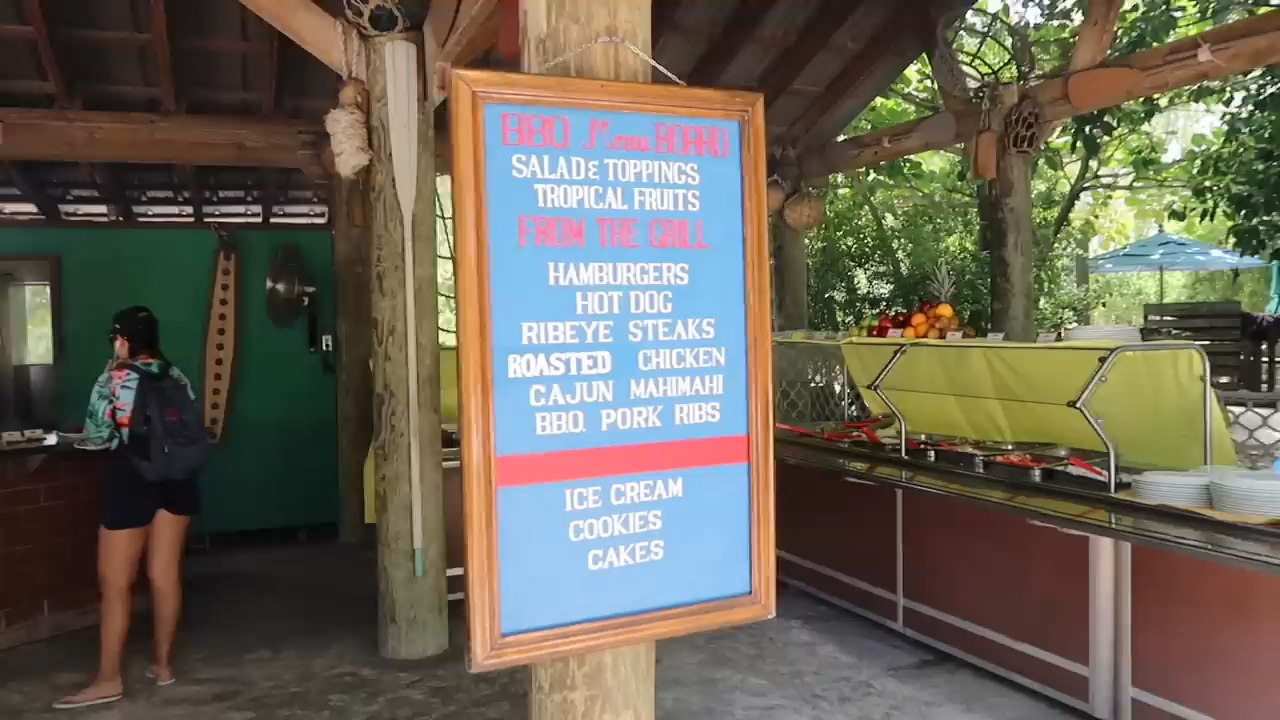 BBQ Menu BOARD
SALAD & TOPPINGS
TROPICAL FRUITS
FROM THE GRILL
HAMBURGERS
HOT DOG
RIBEYE STEAKS
ROASTED CHICKEN
CAJUN MAHIMAHI
B.B.Q. PORK RIBS
ICE CREAM
COOKIES
CAKES